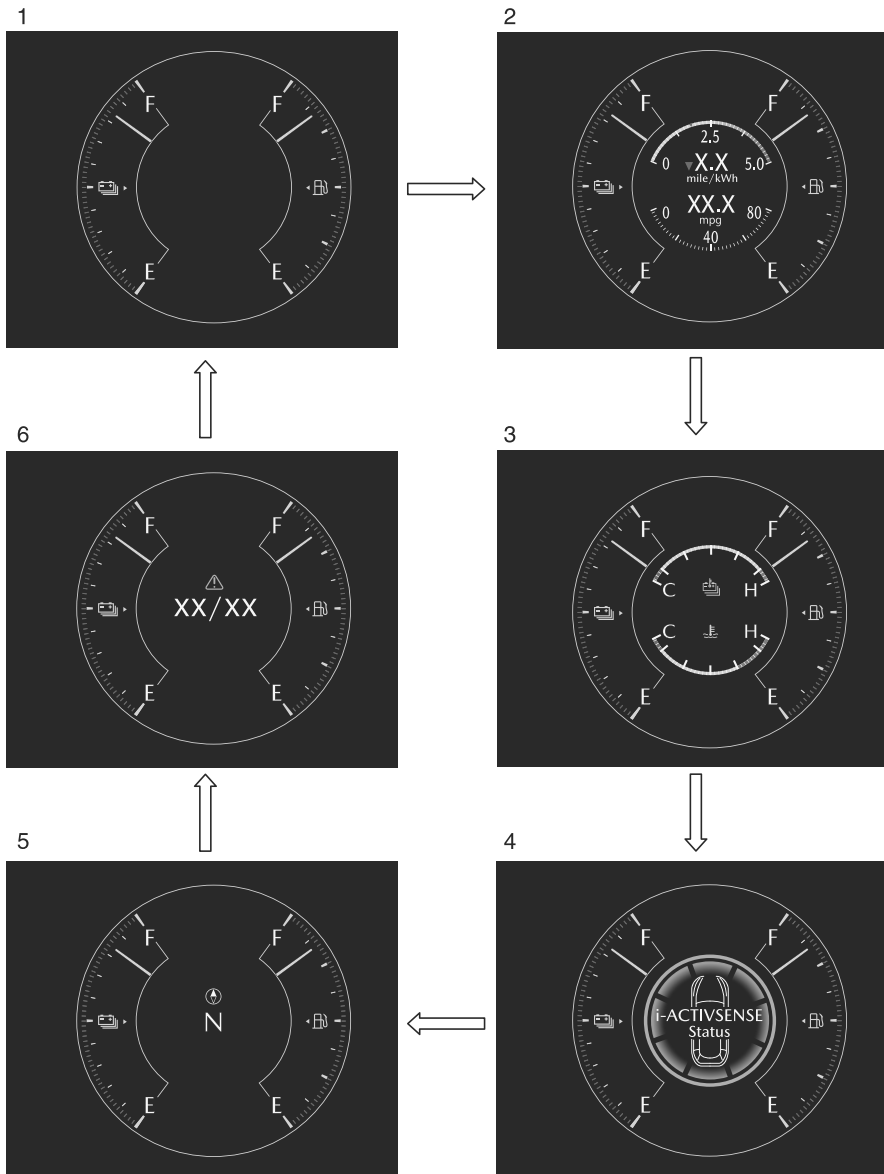 1
F F
E E
2
F F
2.5
0 X.X 5.0
mile/kWh
XX.X
0 mpg 80
40
E E
6
F F
XX/XX
E E
3
F F
C H
C H
E E
5
F F
N
E E
4
F F
i-ACTIVSENSE
Status
E E